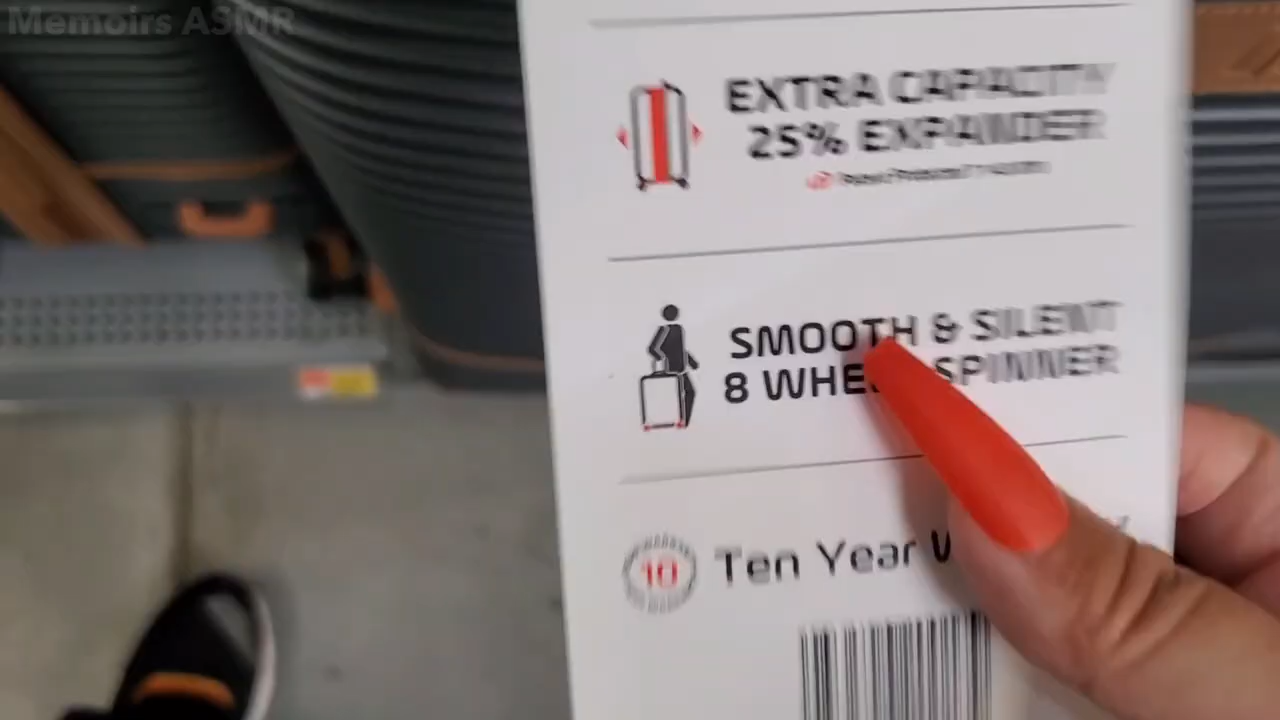 Memoirs ASMR
EXTRA CAPACITY
25% EXPANDER
SMOOTH & SILENT
8 WHE SPINNER
10
Ten Year W